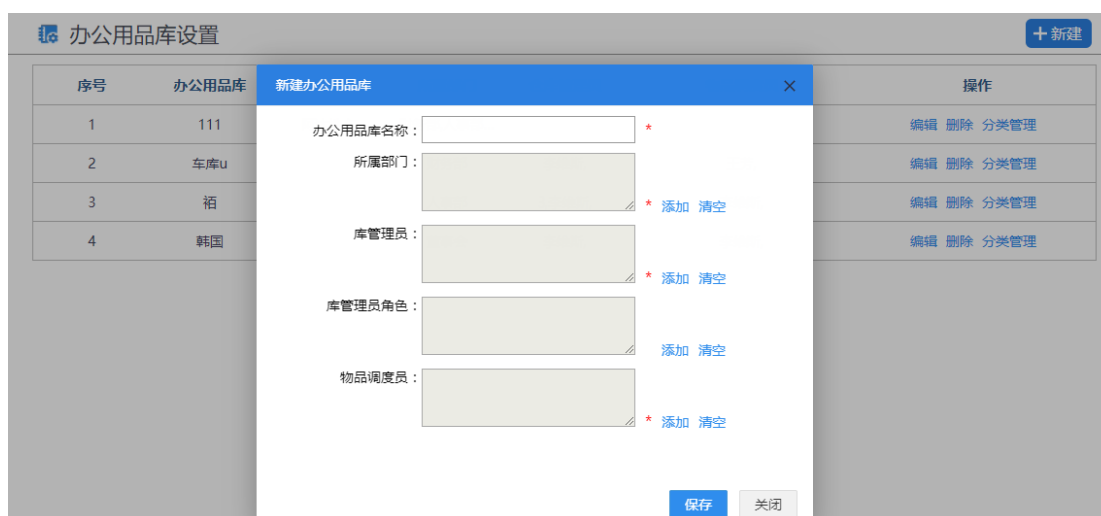 办公用品库设置
+新建
序号 办公用品库 操作
新建办公用品库 ×
1 111 编辑 删除 分类管理
2 车库u 编辑 删除 分类管理
3 袹 编辑 删除 分类管理
4 韩国 编辑 删除 分类管理
办公用品库名称: *
所属部门:
* 添加 清空
库管理员:
* 添加 清空
库管理员角色:
添加 清空
物品调度员:
* 添加 清空
保存 关闭